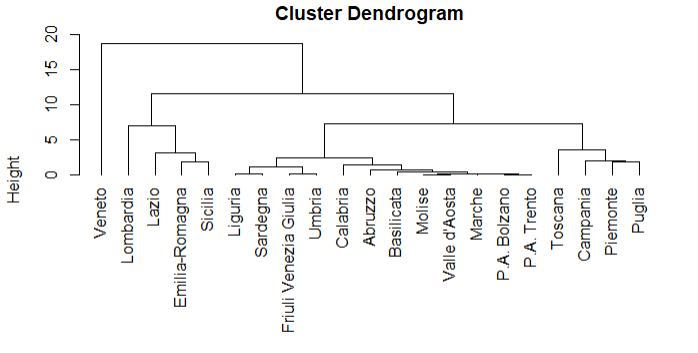 Cluster Dendrogram
Height
20
15
10
5
0
Veneto
Lombardia
Lazio
Emilia-Romagna
Sicilia
Liguria
Sardegna
Friuli Venezia Giulia
Umbria
Calabria
Abruzzo
Basilicata
Molise
Valle d'Aosta
Marche
P.A. Bolzano
P.A. Trento
Toscana
Campania
Piemonte
Puglia